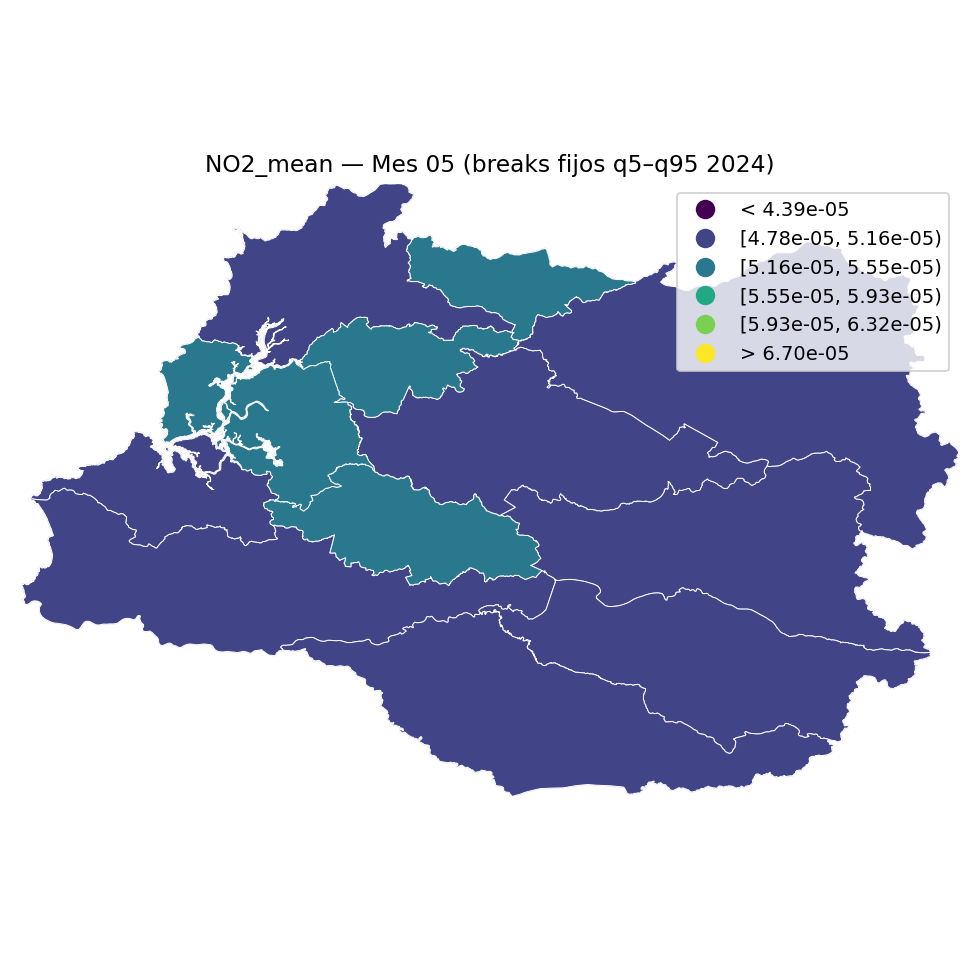 NO2_mean — Mes 05 (breaks fijos q5–q95 2024)
< 4.39e-05
[4.78e-05, 5.16e-05)
[5.16e-05, 5.55e-05)
[5.55e-05, 5.93e-05)
[5.93e-05, 6.32e-05)
> 6.70e-05